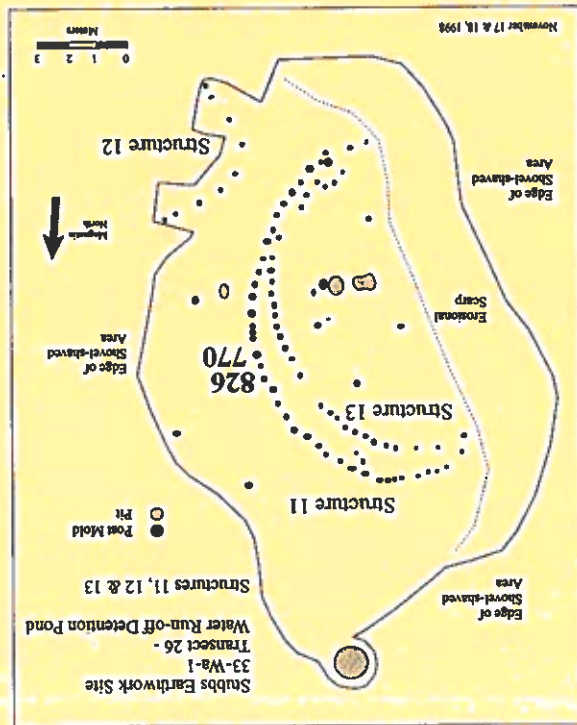 Stubbs Earthwork Site
33-Wa-1
Transect 26 -
Water Run-off Detention Pond
Structures 11, 12 & 13
Post Mold
Pit
Edge of
Shovel-shaved
Area
Structure 11
Structure 13
826
770
Edge of
Shovel-shaved
Area
Erosional
Scarp
Magnetic
North
Edge of
Shovel-shaved
Area
Structure 12
0 1 2 3
Meters
November 17 & 18, 1998